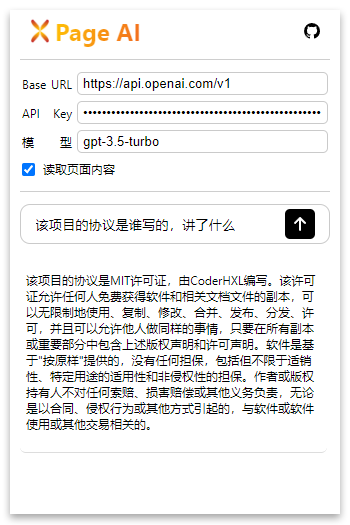 Page AI
Base URL https://api.openai.com/v1
API Key ••••••••••••••••••••••••••••••••••••••••••••••••
模 型 gpt-3.5-turbo
读取页面内容
该项目的协议是谁写的，讲了什么
该项目的协议是MIT许可证，由CoderHXL编写。该许可
证允许任何人免费获得软件和相关文档文件的副本，可
以无限制地使用、复制、修改、合并、发布、分发、许
可，并且可以允许他人做同样的事情，只要在所有副本
或重要部分中包含上述版权声明和许可声明。软件是基
于"按原样"提供的，没有任何担保，包括但不限于适销
性、特定用途的适用性和非侵权性的担保。作者或版权
持有人不对任何索赔、损害赔偿或其他义务负责，无论
是以合同、侵权行为或其他方式引起的，与软件或软件
使用或其他交易相关的。